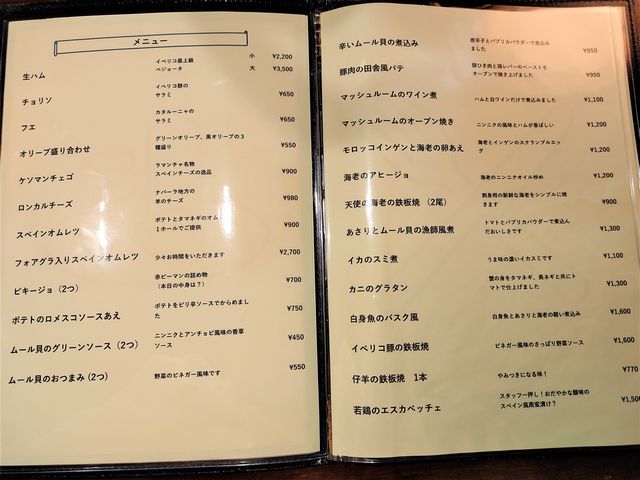 メニュー
生ハム
イベリコ最上級
ベジョータ
小 ¥2,200
大 ¥3,500
チョリソ
イベリコ豚の
サラミ
¥650
フエ
カタルーニャの
サラミ
¥650
オリーブ盛り合わせ
グリーンオリーブ、黒オリーブの3
種盛り
¥550
ケソマンチェゴ
ラマンチャ名物
スペインチーズの逸品
¥900
ロンカルチーズ
ナバーラ地方の
羊のチーズ
¥980
スペインオムレツ
ポテトとタマネギのオム
1ホールでご提供
¥900
フォアグラ入りスペインオムレツ
少々お時間をいただきます
¥2,700
ピキージョ(2つ)
赤ピーマンの詰め物
(本日の中身は?)
¥700
ポテトのロメスコソースあえ
ポテトをピリ辛ソースでからめまし
た
¥750
ムール貝のグリーンソース(2つ)
ニンニクとアンチョビ風味の香草
ソース
¥450
ムール貝のおつまみ(2つ)
野菜のビネガー風味です
¥550
辛いムール貝の煮込み
唐辛子とパプリカパウダーで煮込み
ました
¥950
豚肉の田舎風パテ
豚ひき肉と鶏レバーのペーストを
オーブンで焼き上げました
¥950
マッシュルームのワイン煮
ハムと白ワインだけで煮込みました
¥1,100
マッシュルームのオーブン焼き
ニンニクの風味とハムが香ばしい
¥1,200
モロッコインゲンと海老の卵あえ
海老とインゲンのスクランブルエッ
グ
¥1,200
海老のアヒージョ
海老のニンニクオイル炒め
¥1,200
天使の海老の鉄板焼(2尾)
刺身用の新鮮な海老をシンプルに焼
きます
¥900
あさりとムール貝の漁師風煮
トマトとパプリカパウダーで煮込ん
だおいしさです
¥1,300
イカのスミ煮
うま味の濃いイカスミです
¥1,100
カニのグラタン
蟹の身をタマネギ、長ネギと共にト
マトで仕上げました
¥1,300
白身魚のバスク風
白身魚とあさりと海老の軽い煮込み
¥1,600
イベリコ豚の鉄板焼
ビネガー風味のさっぱり野菜ソース
¥1,600
仔羊の鉄板焼 1本
やみつきになる味!
¥770
若鶏のエスカベッチェ
スタッフ一押し!おだやかな酸味の
スペイン風南蛮漬け?
¥1,500